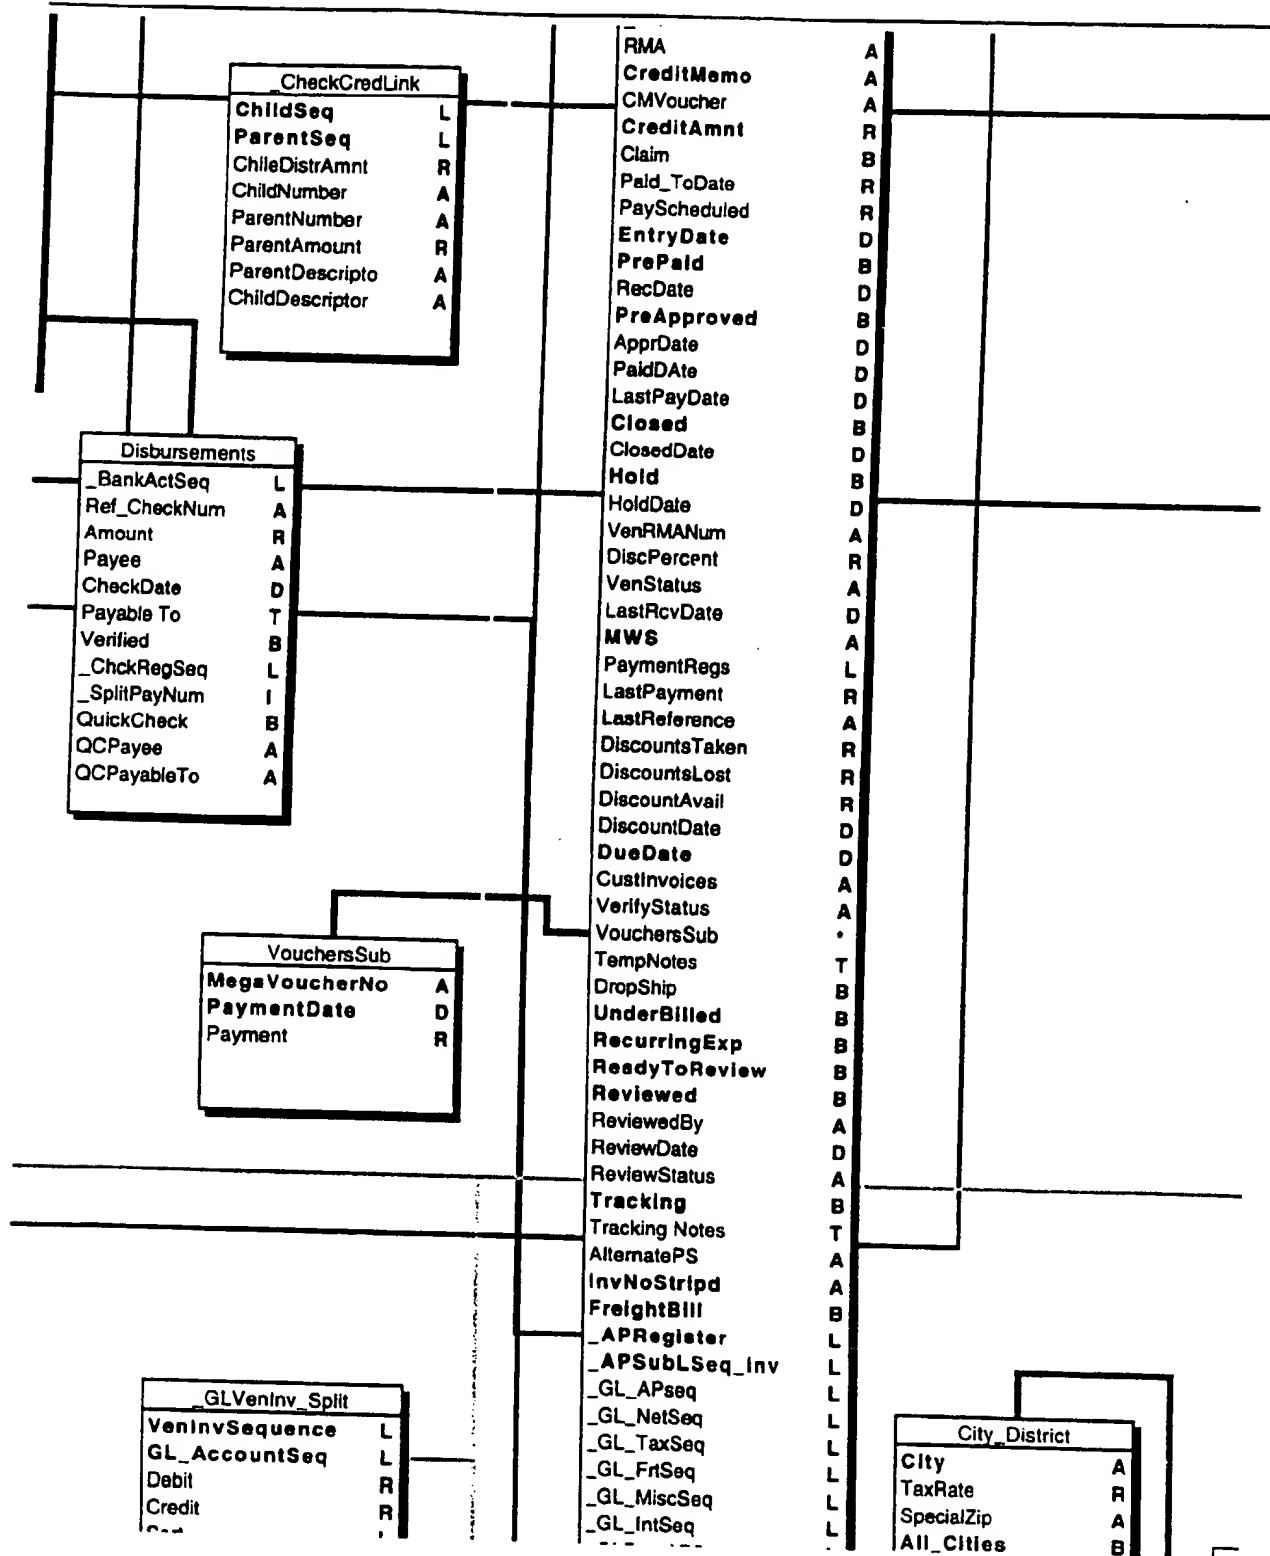 _CheckCredLink
ChildSeq L
ParentSeq L
ChileDistrAmnt R
ChildNumber A
ParentNumber A
ParentAmount R
ParentDescripto A
ChildDescriptor A
Disbursements
_BankActSeq L
Ref_CheckNum A
Amount R
Payee A
CheckDate D
Payable To T
Verified B
_ChckRegSeq L
_SplitPayNum I
QuickCheck B
QCPayee A
QCPayableTo A
VouchersSub
MegaVoucherNo A
PaymentDate D
Payment R
_GLVenInv_Split
VenInvSequence L
GL_AccountSeq L
Debit R
Credit R
RMA A
CreditMemo A
CMVoucher A
CreditAmnt R
Claim B
Paid_ToDate R
PayScheduled R
EntryDate D
PrePaid B
RecDate D
PreApproved B
ApprDate D
PaidDAte D
LastPayDate D
Closed B
ClosedDate D
Hold B
HoldDate D
VenRMANum A
DiscPercent R
VenStatus A
LastRcvDate D
MWS A
PaymentRegs L
LastPayment R
LastReference A
DiscountsTaken R
DiscountsLost R
DiscountAvail R
DiscountDate D
DueDate D
CustInvoices A
VerifyStatus A
VouchersSub *
TempNotes T
DropShip B
UnderBilled B
RecurringExp B
ReadyToReview B
Reviewed B
ReviewedBy A
ReviewDate D
ReviewStatus A
Tracking B
Tracking Notes T
AlternatePS A
InvNoStripd A
FreightBill B
_APRegister L
_APSubLSeq_Inv L
_GL_APseq L
_GL_NetSeq L
_GL_TaxSeq L
_GL_FrtSeq L
_GL_MiscSeq L
_GL_IntSeq L
City_District
City A
TaxRate R
SpecialZip A
All_Cities B